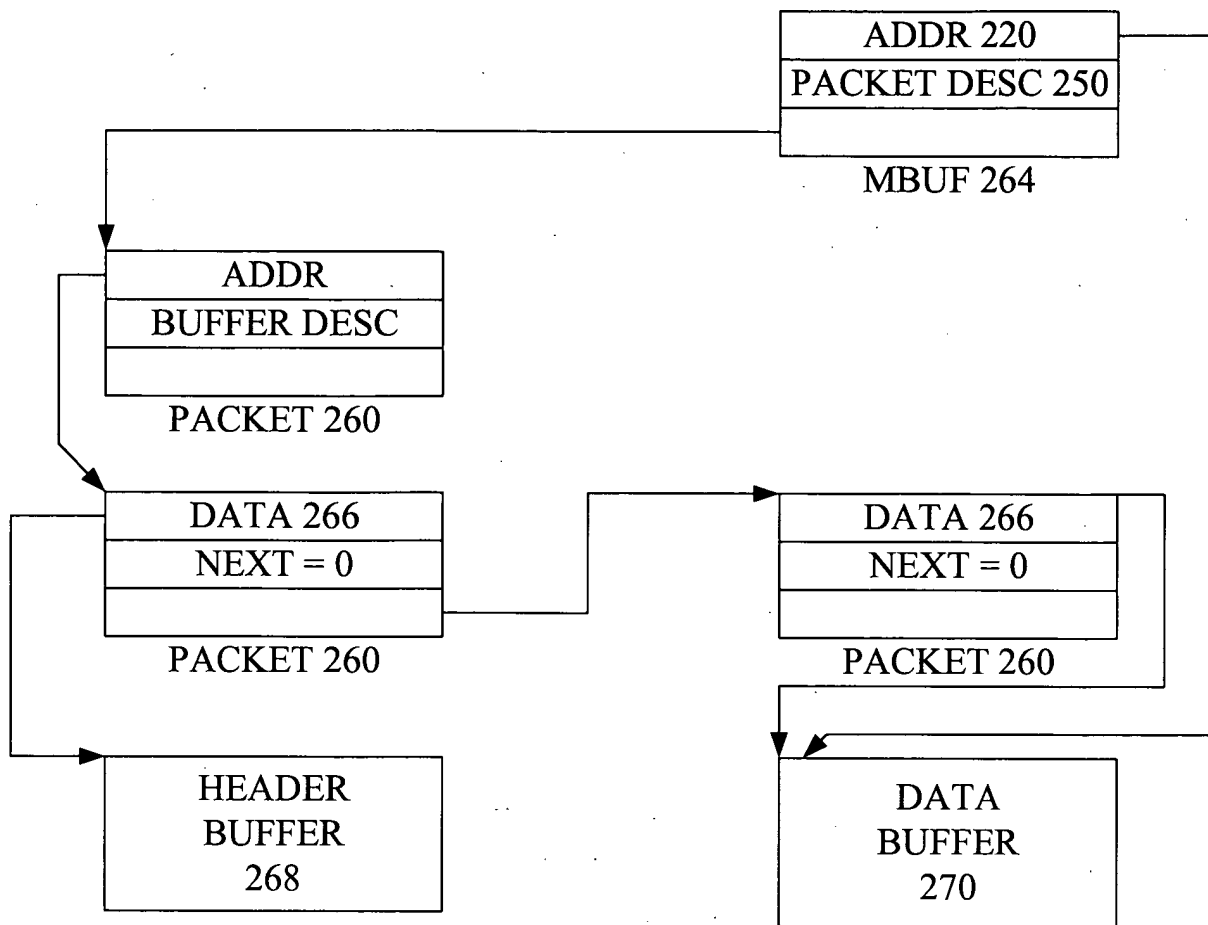 ADDR 220
PACKET DESC 250
MBUF 264
ADDR
BUFFER DESC
PACKET 260
DATA 266
NEXT = 0
PACKET 260
DATA 266
NEXT = 0
PACKET 260
HEADER
BUFFER
268
DATA
BUFFER
270